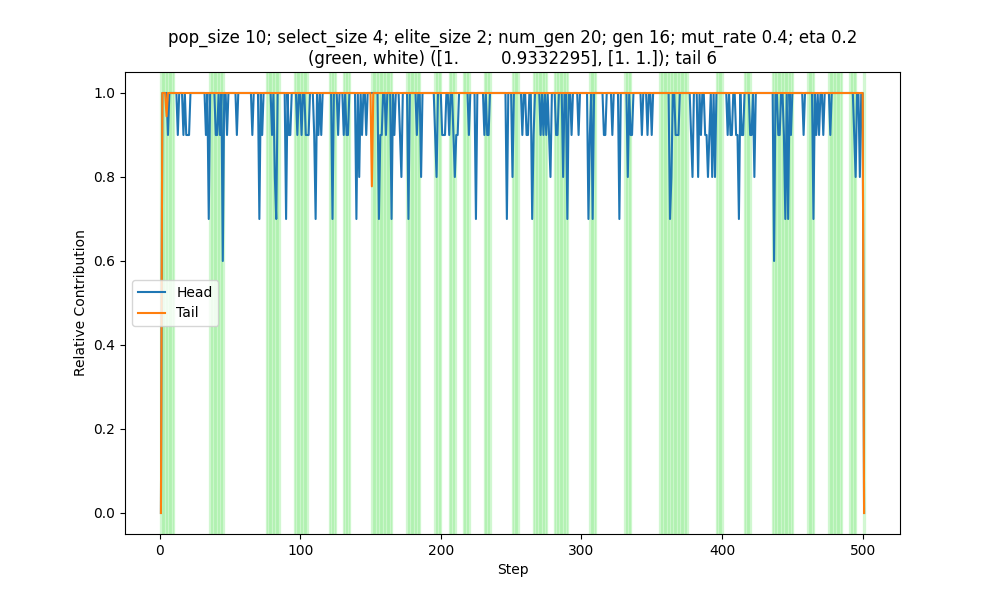 pop_size 10; select_size 4; elite_size 2; num_gen 20; gen 16; mut_rate 0.4; eta 0.2
(green, white) ([1.         0.9332295], [1. 1.]); tail 6
1.0
0.8
0.6
0.4
0.2
0.0
Relative Contribution
Head
Tail
0
100
200
300
400
500
Step